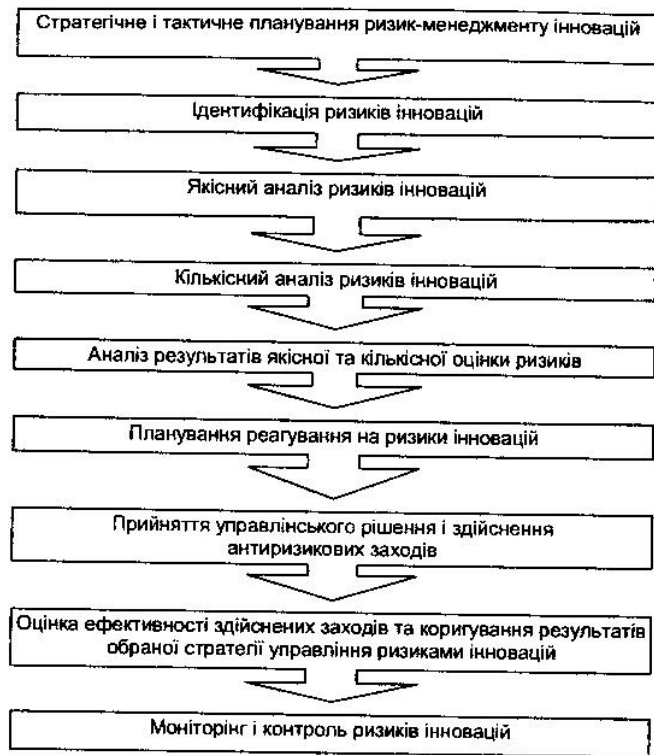 Стратегічне і тактичне планування ризик-менеджменту інновацій
Ідентифікація ризиків інновацій
Якісний аналіз ризиків інновацій
Кількісний аналіз ризиків інновацій
Аналіз результатів якісної та кількісної оцінки ризиків
Планування реагування на ризики інновацій
Прийняття управлінського рішення і здійснення
антиризикових заходів
Оцінка ефективності здійснених заходів та коригування результатів
обраної стратегії управління ризиками інновацій
Моніторинг і контроль ризиків інновацій